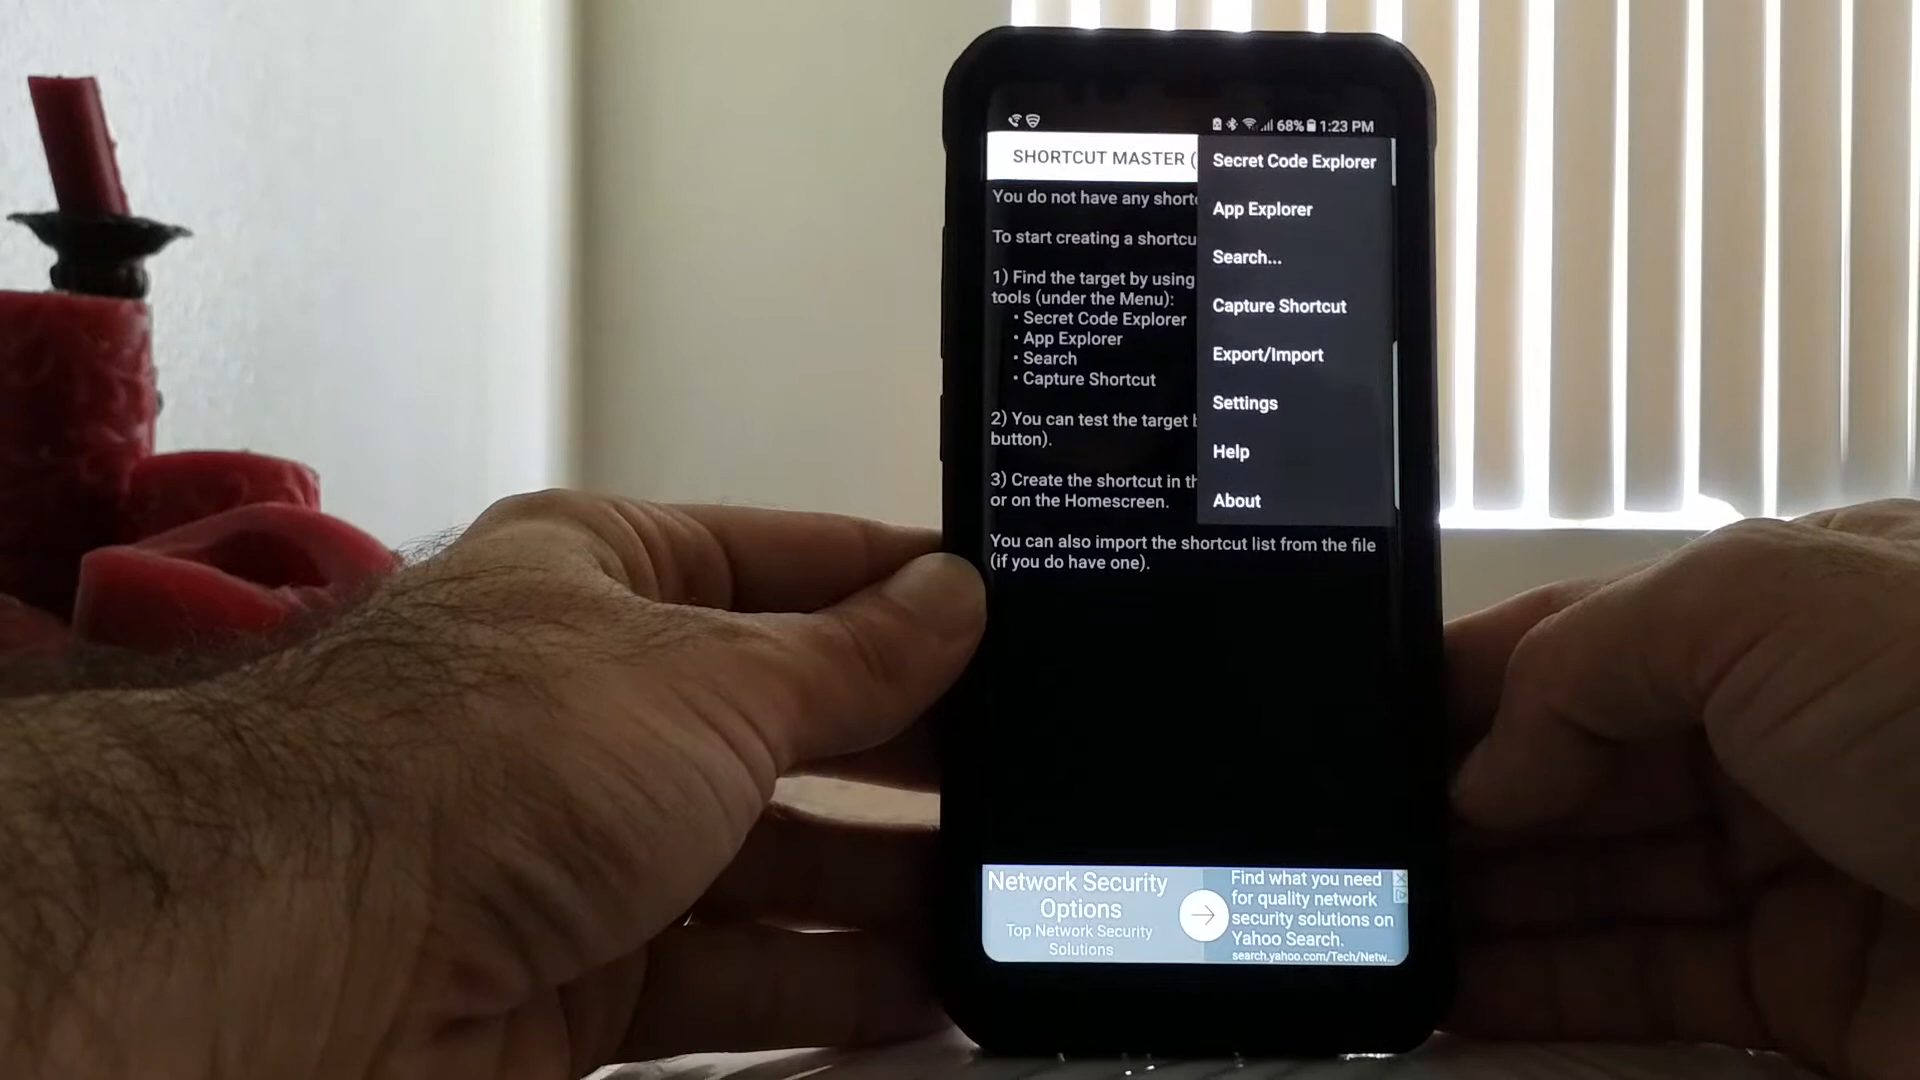 68% 1:23 PM
SHORTCUT MASTER (
You do not have any shortc
To start creating a shortcu
1) Find the target by using
tools (under the Menu):
• Secret Code Explorer
• App Explorer
• Search
• Capture Shortcut
2) You can test the target
button).
3) Create the shortcut in th
or on the Homescreen.
You can also import the shortcut list from the file
(if you do have one).
Secret Code Explorer
App Explorer
Search...
Capture Shortcut
Export/Import
Settings
Help
About
Network Security
Options
Top Network Security
Solutions
Find what you need
for quality network
security solutions on
Yahoo Search.
search.yahoo.com/Tech/Netw...